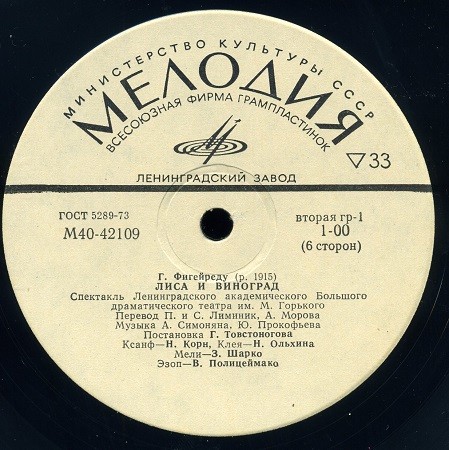 МИНИСТЕРСТВО КУЛЬТУРЫ СССР
МЕЛОДИЯ
ВСЕСОЮЗНАЯ ФИРМА ГРАМПЛАСТИНОК
ЛЕНИНГРАДСКИЙ ЗАВОД
▽33
ГОСТ 5289-73
М40-42109
вторая гр-1
1-00
(6 сторон)
Г. Фигейреду (р. 1915)
ЛИСА И ВИНОГРАД
Спектакль Ленинградского академического Большого
драматического театра им. М. Горького
Перевод П. и С. Лиминик, А. Морова
Музыка А. Симоняна, Ю. Прокофьева
Постановка Г. Товстоногова
Ксанф—Н. Корн, Клея—Н. Ольхина
Мели—З. Шарко
Эзоп—В. Полицеймако